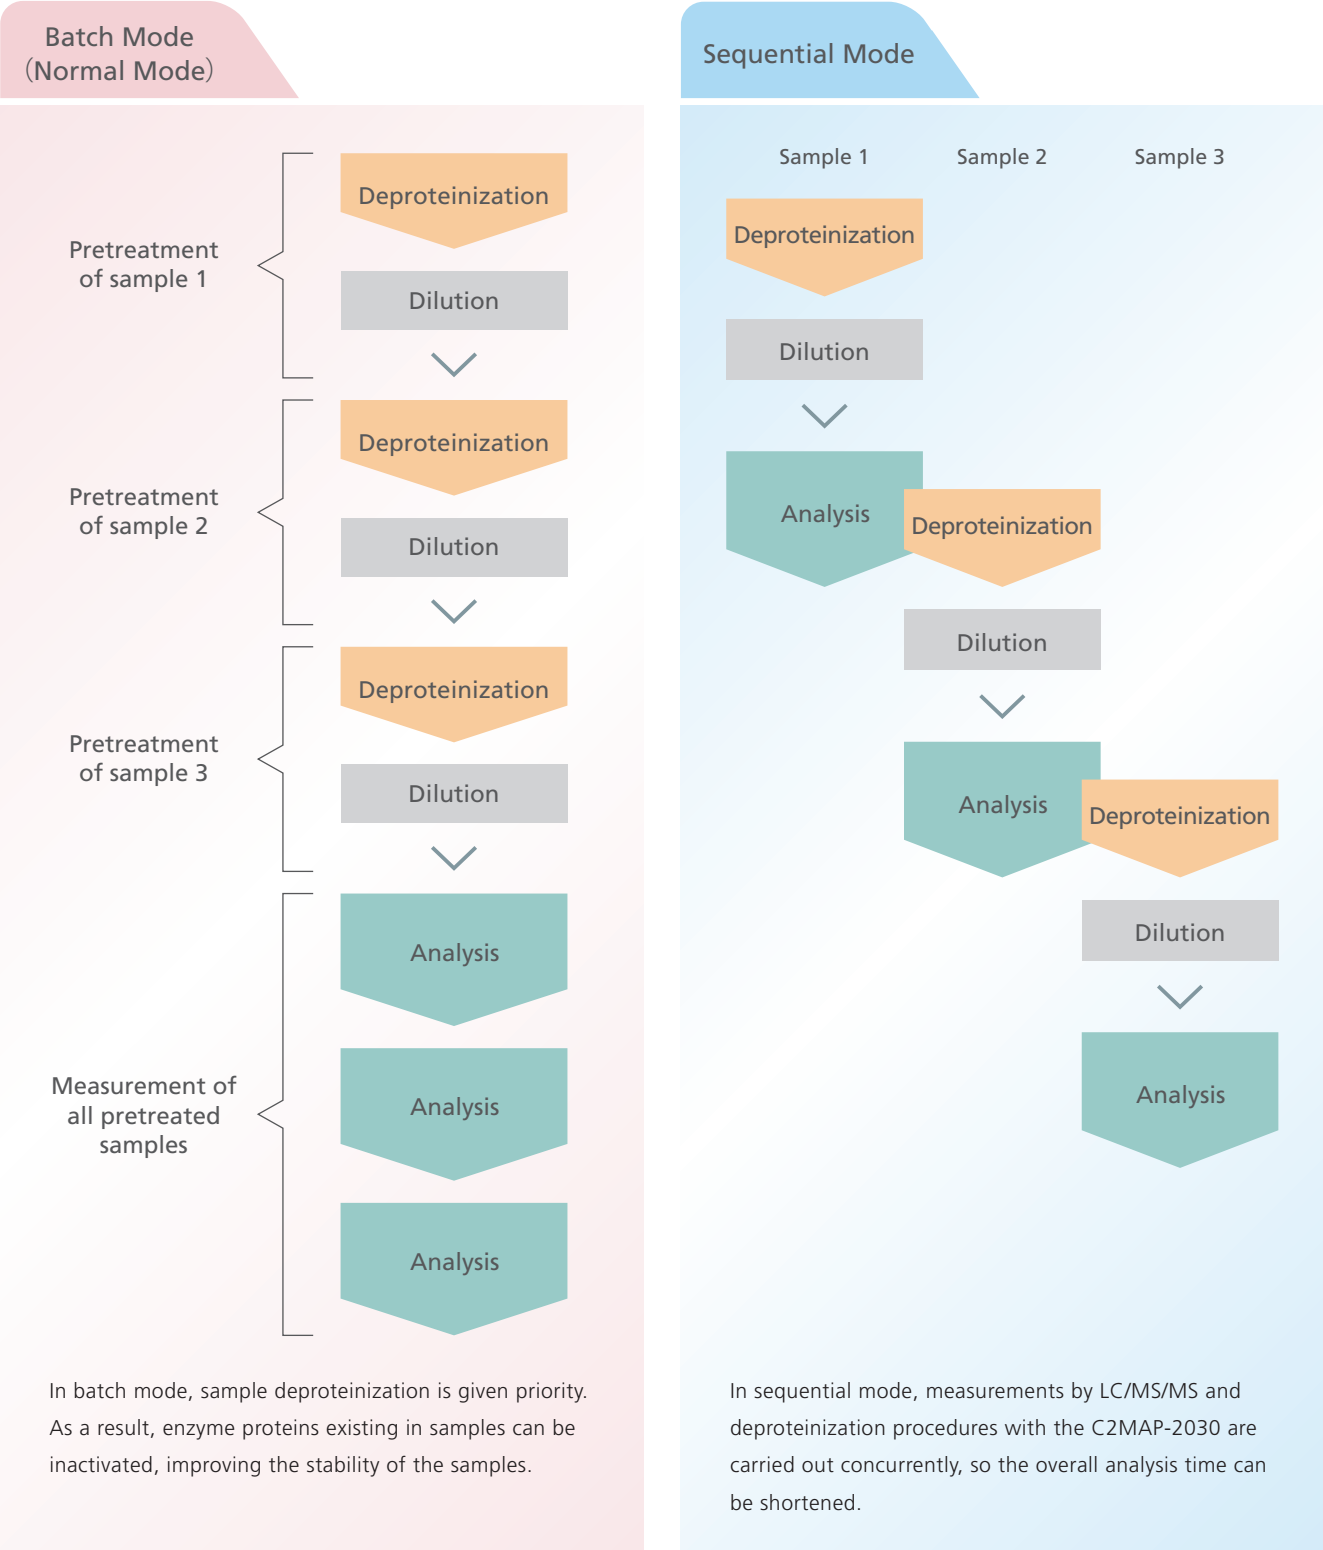 Batch Mode
（Normal Mode）
Pretreatment
of sample 1
Deproteinization
Dilution
Pretreatment
of sample 2
Deproteinization
Dilution
Pretreatment
of sample 3
Deproteinization
Dilution
Measurement of
all pretreated
samples
Analysis
Analysis
Analysis
In batch mode, sample deproteinization is given priority.
As a result, enzyme proteins existing in samples can be
inactivated, improving the stability of the samples.
Sequential Mode
Sample 1
Sample 2
Sample 3
Deproteinization
Dilution
Analysis
Deproteinization
Dilution
Analysis
Deproteinization
Dilution
Analysis
In sequential mode, measurements by LC/MS/MS and
deproteinization procedures with the C2MAP-2030 are
carried out concurrently, so the overall analysis time can
be shortened.